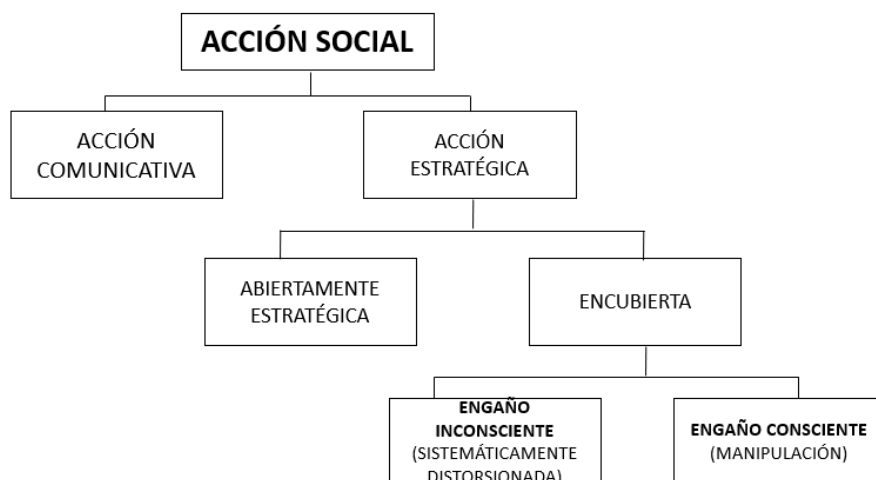 ACCIÓN SOCIAL
ACCIÓN
COMUNICATIVA
ACCIÓN
ESTRATÉGICA
ABIERTAMENTE
ESTRATÉGICA
ENCUBIERTA
ENGAÑO
INCONSCIENTE
(SISTEMÁTICAMENTE
DISTORSIONADA)
ENGAÑO CONSCIENTE
(MANIPULACIÓN)